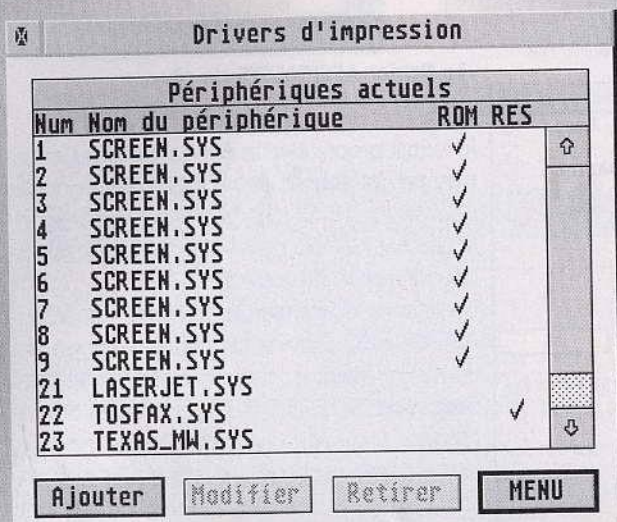 Drivers d'impression
Périphériques actuels
Num Nom du périphérique ROM RES
1 SCREEN.SYS ✓
2 SCREEN.SYS ✓
3 SCREEN.SYS ✓
4 SCREEN.SYS ✓
5 SCREEN.SYS ✓
6 SCREEN.SYS ✓
7 SCREEN.SYS ✓
8 SCREEN.SYS ✓
9 SCREEN.SYS ✓
21 LASERJET.SYS
22 TOSFAX.SYS ✓
23 TEXAS_MW.SYS
Ajouter Modifier Retirer MENU